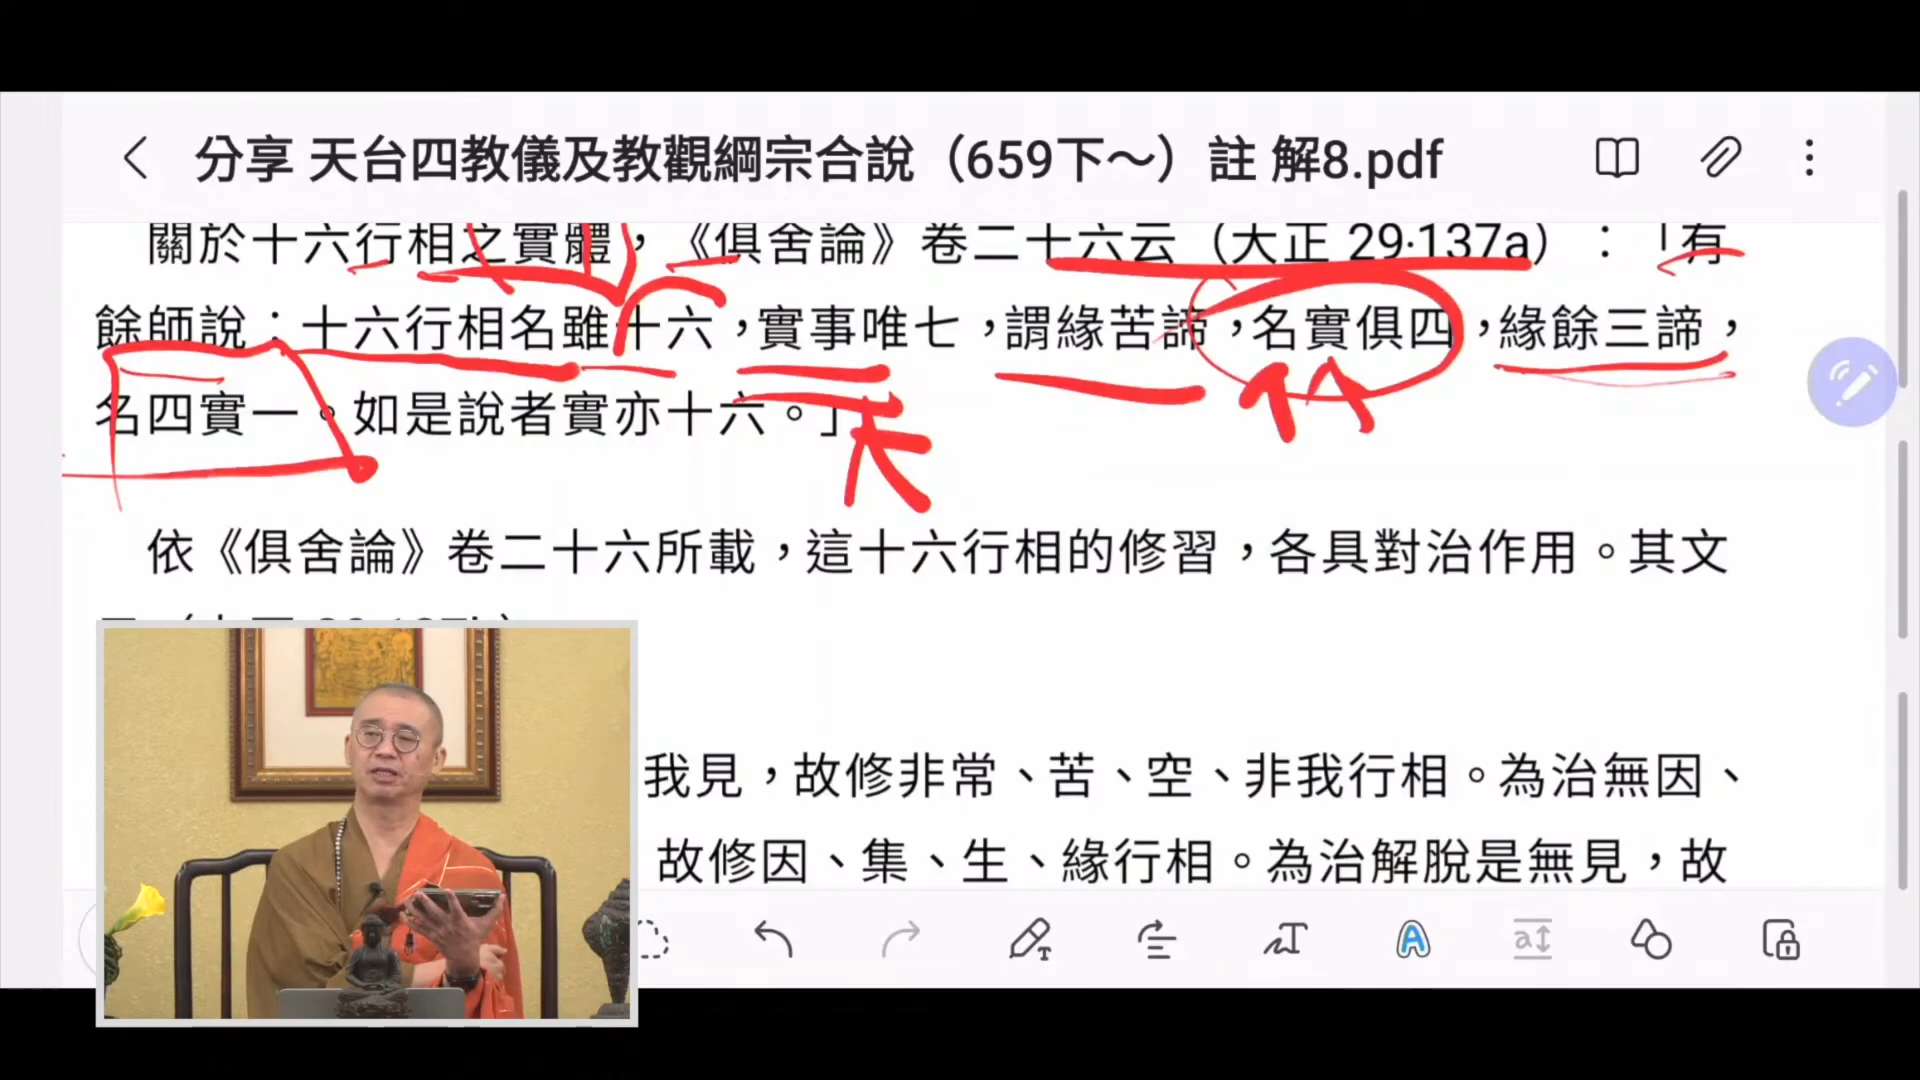 分享 天台四教儀及教觀綱宗合說（659下～）註 解8.pdf
關於十六行相之實體，《俱舍論》卷二十六云（大正 29·137a）：「有
餘師說：十六行相名雖十六，實事唯七，謂緣苦諦，名實俱四，緣餘三諦，
名四實一。如是說者實亦十六。」
依《俱舍論》卷二十六所載，這十六行相的修習，各具對治作用。其文
我見，故修非常、苦、空、非我行相。為治無因、
故修因、集、生、緣行相。為治解脫是無見，故